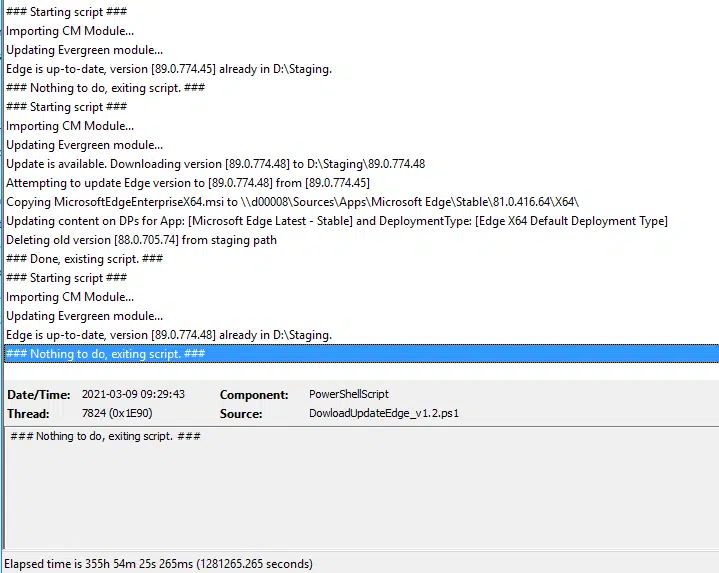 ### Starting script ###
Importing CM Module...
Updating Evergreen module...
Edge is up-to-date, version [89.0.774.45] already in D:\Staging.
### Nothing to do, exiting script. ###
### Starting script ###
Importing CM Module...
Updating Evergreen module...
Update is available. Downloading version [89.0.774.48] to D:\Staging\89.0.774.48
Attempting to update Edge version to [89.0.774.48] from [89.0.774.45]
Copying MicrosoftEdgeEnterpriseX64.msi to \\d00008\Sources\Apps\Microsoft Edge\Stable\81.0.416.64\X64\
Updating content on DPs for App: [Microsoft Edge Latest - Stable] and DeploymentType: [Edge X64 Default Deployment Type]
Deleting old version [88.0.705.74] from staging path
### Done, existing script. ###
### Starting script ###
Importing CM Module...
Updating Evergreen module...
Edge is up-to-date, version [89.0.774.48] already in D:\Staging.
### Nothing to do, exiting script. ###
Date/Time: 2021-03-09 09:29:43 Component: PowerShellScript
Thread: 7824 (0x1E90) Source: DowloadUpdateEdge_v1.2.ps1
### Nothing to do, exiting script. ###
Elapsed time is 355h 54m 25s 265ms (1281265.265 seconds)